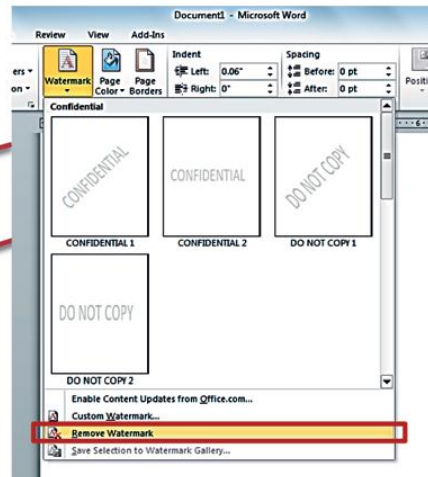 Document1 - Microsoft Word
Review View Add-Ins
Indent Spacing
Left: 0.06" Before: 0 pt
Right: 0" After: 0 pt
Watermark Page Color Page Borders
Confidential
CONFIDENTIAL CONFIDENTIAL DO NOT COPY
CONFIDENTIAL 1 CONFIDENTIAL 2 DO NOT COPY 1
DO NOT COPY
DO NOT COPY 2
Enable Content Updates from Office.com...
Custom Watermark...
Remove Watermark
Save Selection to Watermark Gallery...